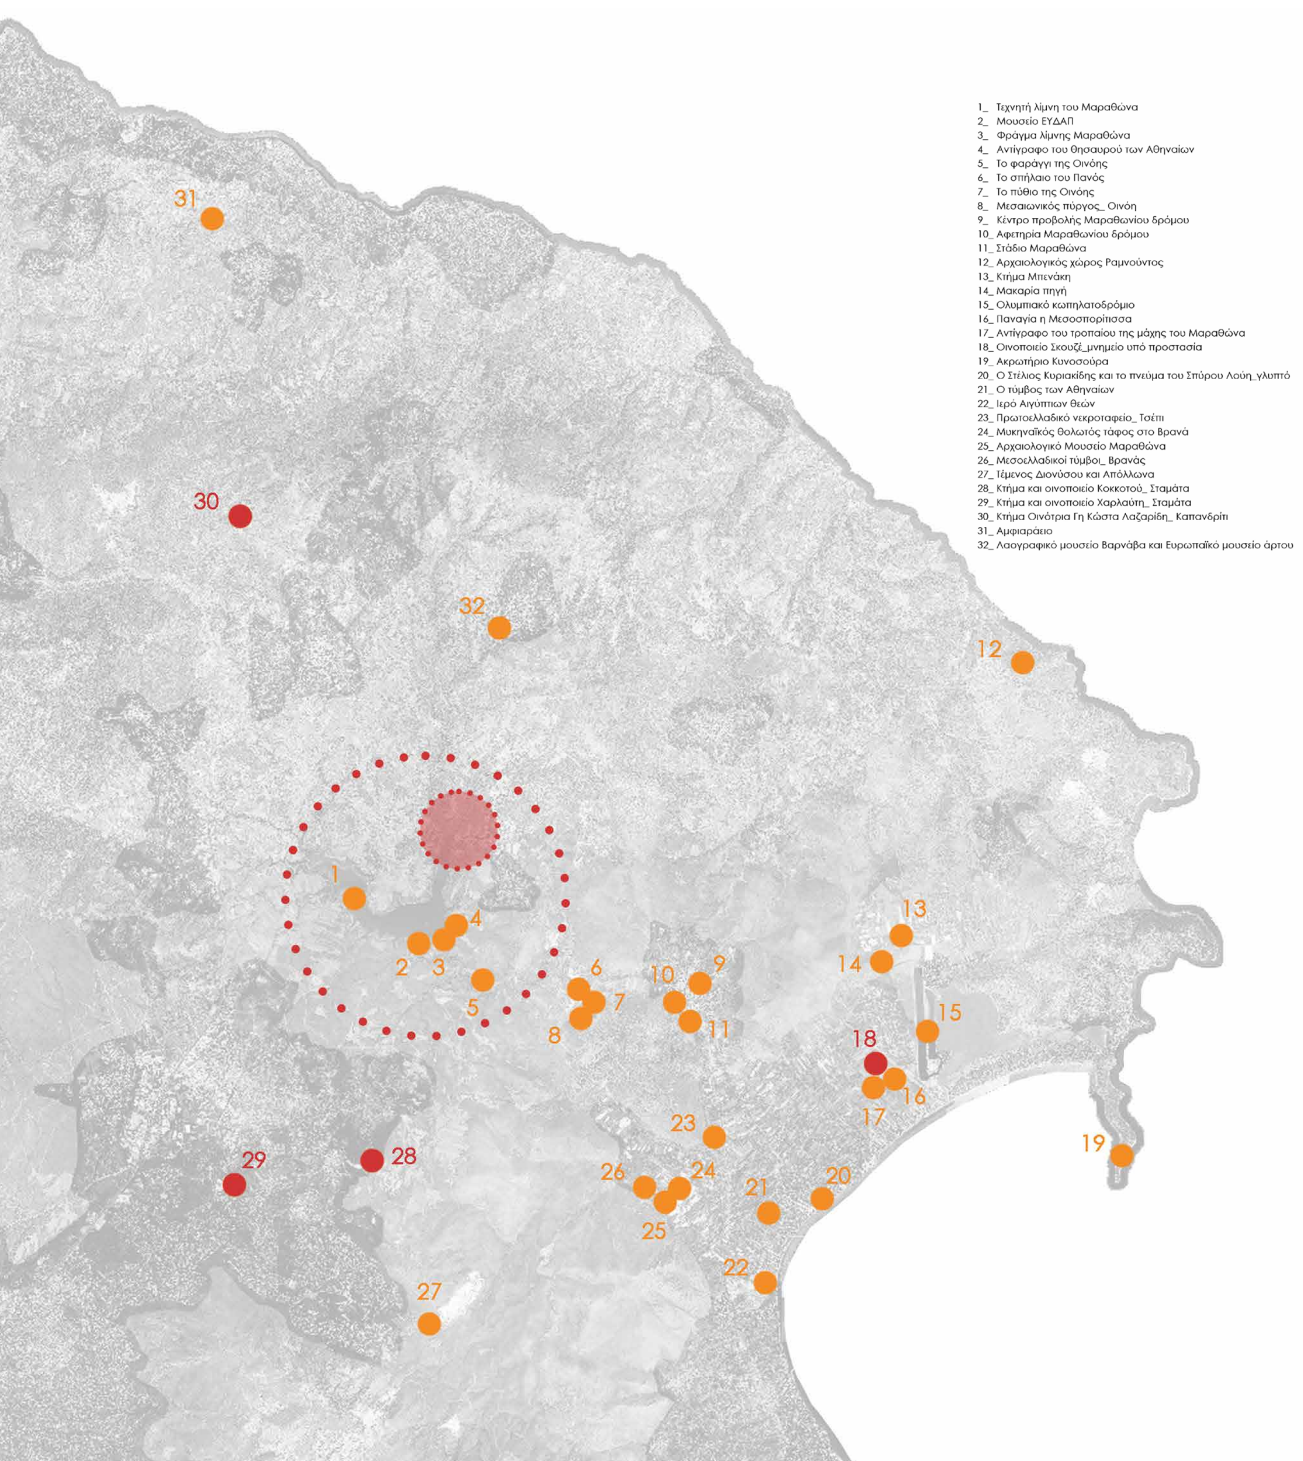 1_ Τεχνητή λίμνη του Μαραθώνα
2_ Μουσείο ΕΥΔΑΠ
3_ Φράγμα λίμνης Μαραθώνα
4_ Αντίγραφο του θησαυρού των Αθηναίων
5_ Το φαράγγι της Οινόης
6_ Το σπήλαιο του Πανός
7_ Το πύθιο της Οινόης
8_ Μεσαιωνικός πύργος_ Οινόη
9_ Κέντρο προβολής Μαραθωνίου δρόμου
10_ Αφετηρία Μαραθωνίου δρόμου
11_ Στάδιο Μαραθώνα
12_ Αρχαιολογικός χώρος Ραμνούντος
13_ Κτήμα Μπενάκη
14_ Μακαρία πηγή
15_ Ολυμπιακό κωπηλατοδρόμιο
16_ Παναγία η Μεσοσπορίτισσα
17_ Αντίγραφο του τροπαίου της μάχης του Μαραθώνα
18_ Οινοποιείο Σκουζέ_μνημείο υπό προστασία
19_ Ακρωτήριο Κυνοσούρα
20_ Ο Στέλιος Κυριακίδης και το πνεύμα του Σπύρου Λούη_γλυπτό
21_ Ο τύμβος των Αθηναίων
22_ Ιερό Αιγύπτιων θεών
23_ Πρωτοελλαδικό νεκροταφείο_ Τσέπι
24_ Μυκηναϊκός θολωτός τάφος στο Βρανά
25_ Αρχαιολογικό Μουσείο Μαραθώνα
26_ Μεσοελλαδικοί τύμβοι_ Βρανάς
27_ Τέμενος Διονύσου και Απόλλωνα
28_ Κτήμα και οινοποιείο Κοκκοτού_ Σταμάτα
29_ Κτήμα και οινοποιείο Χαρλαύτη_ Σταμάτα
30_ Κτήμα Οινότρια Γη Κώστα Λαζαρίδη_ Καπανδρίτι
31_ Αμφιαράειο
32_ Λαογραφικό μουσείο Βαρνάβα και Ευρωπαϊκό μουσείο άρτου
31
30
32
12
1
13
4
14
2
3
9
6
10
5
7
15
11
8
18
16
17
23
19
28
29
26
24
20
21
25
22
27